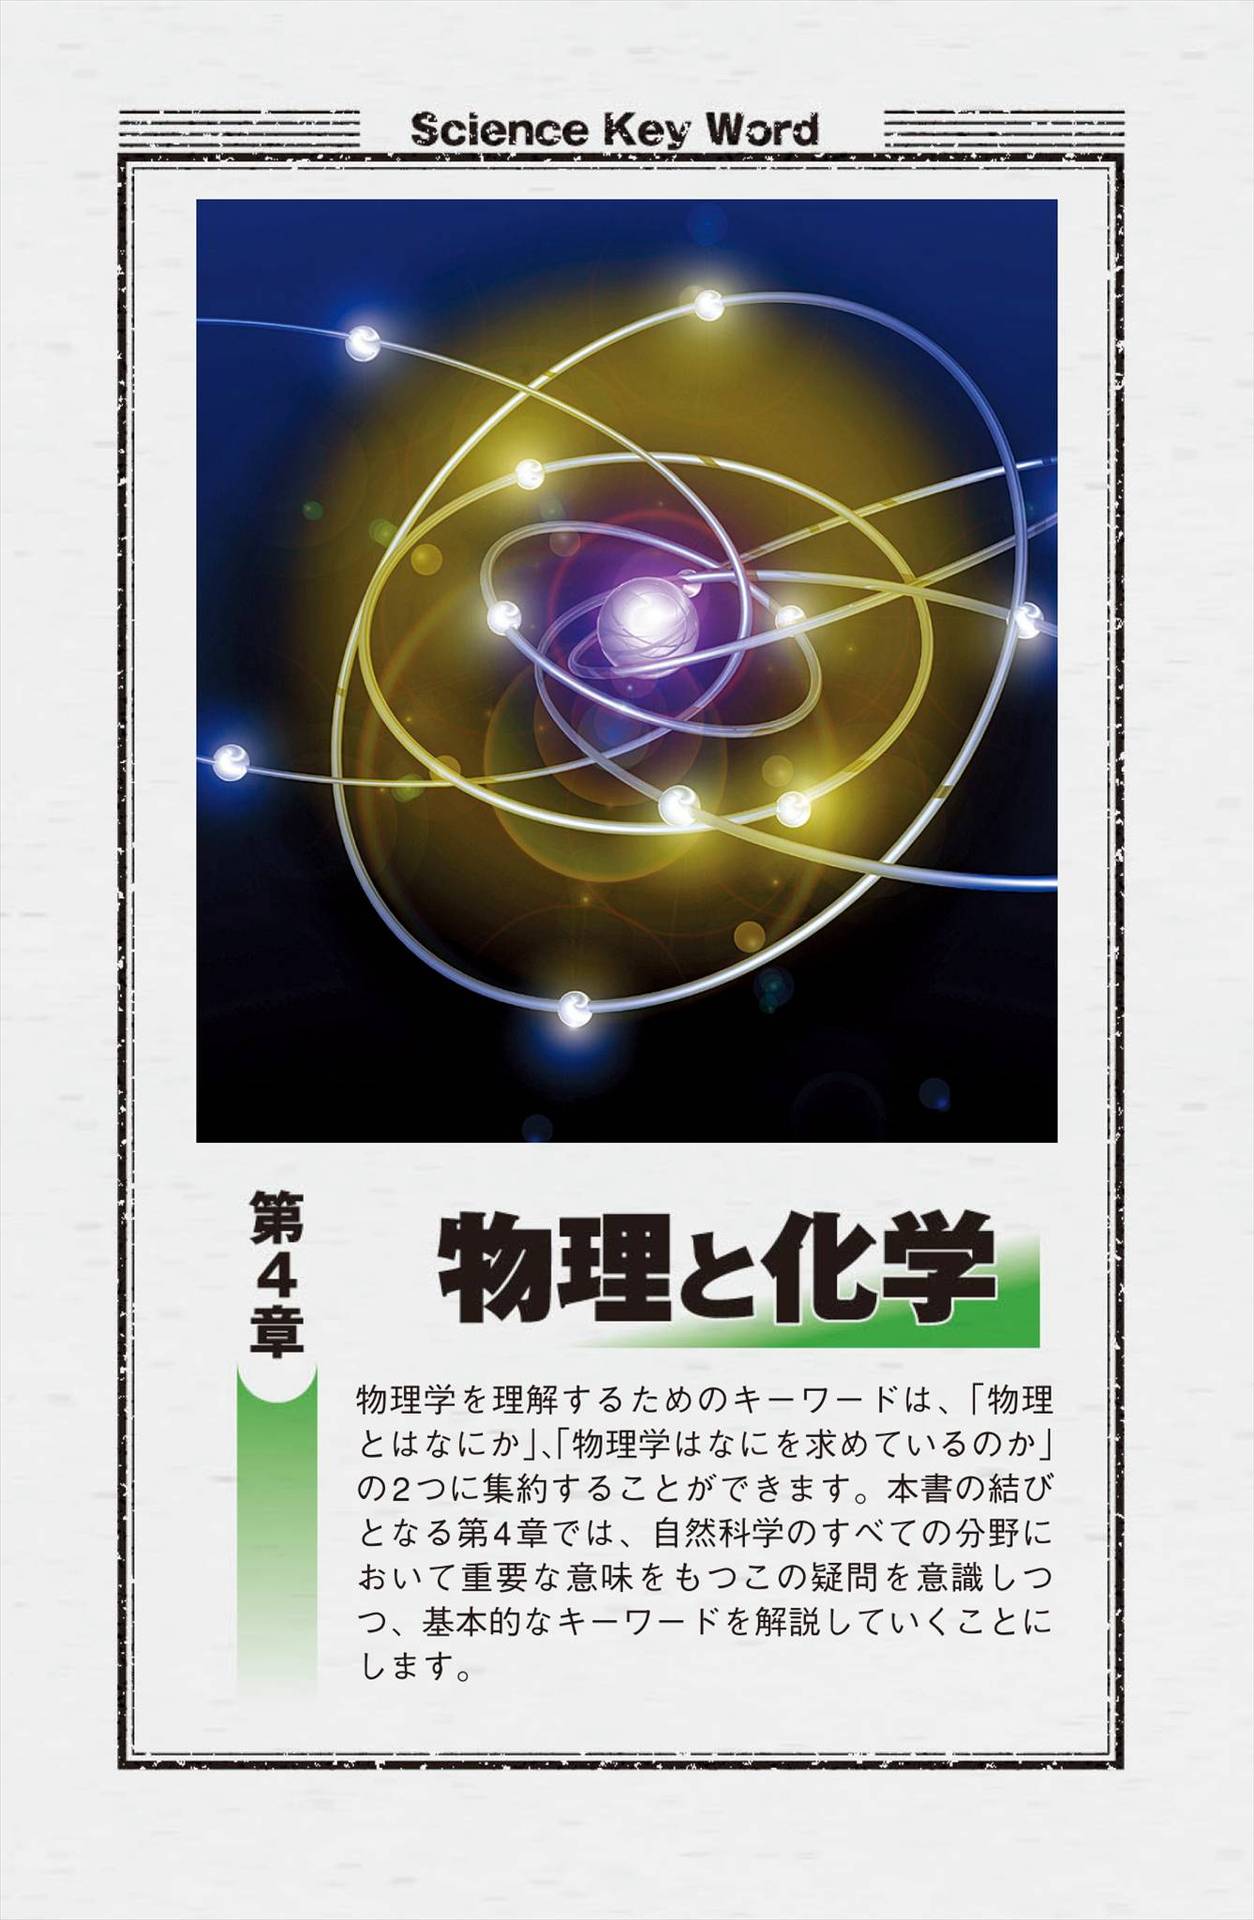 Science Key Word
第4章
物理と化学
物理学を理解するためのキーワードは、「物理
とはなにか」、「物理学はなにを求めているのか」
の2つに集約することができます。本書の結び
となる第4章では、自然科学のすべての分野に
おいて重要な意味をもつこの疑問を意識しつ
つ、基本的なキーワードを解説していくことに
します。